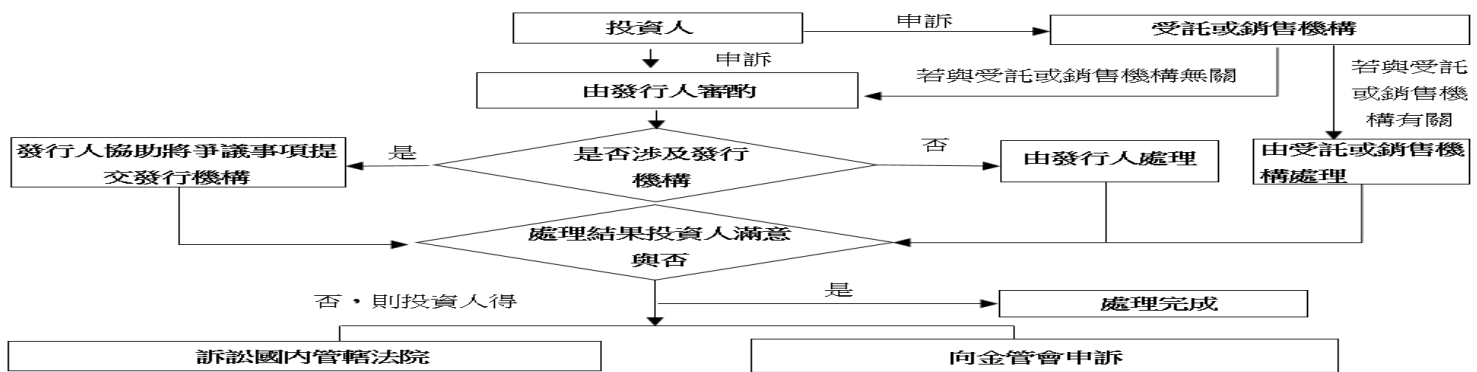 投資人
申訴
受託或銷售機構
申訴
由發行人審酌
若與受託或銷售機構無關
若與受託
或銷售機
構有關
發行人協助將爭議事項提
交發行機構
是
是否涉及發行
機構
否
由發行人處理
由受託或銷售機
構處理
處理結果投資人滿意
與否
否，則投資人得
是
處理完成
訴訟國內管轄法院
向金管會申訴